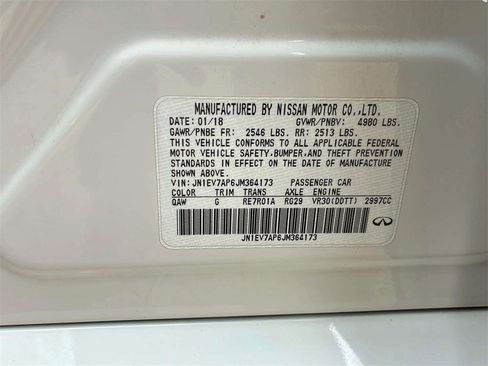 MANUFACTURED BY NISSAN MOTOR CO.,LTD.
DATE: 01/18 GVWR/PNBV: 4980 LBS.
GAWR/PNBE FR: 2546 LBS. RR: 2513 LBS.
THIS VEHICLE CONFORMS TO ALL APPLICABLE FEDERAL
MOTOR VEHICLE SAFETY,BUMPER,AND THEFT PREVENTION
STANDARDS IN EFFECT ON THE DATE OF MANUFACTURE
SHOWN ABOVE.
VIN: JN1EV7AP6JM364173 PASSENGER CAR
COLOR TRIM TRANS AXLE ENGINE
QAW G RE7R01A RG29 VR30(DDTT) 2997CC
JN1EV7AP6JM364173